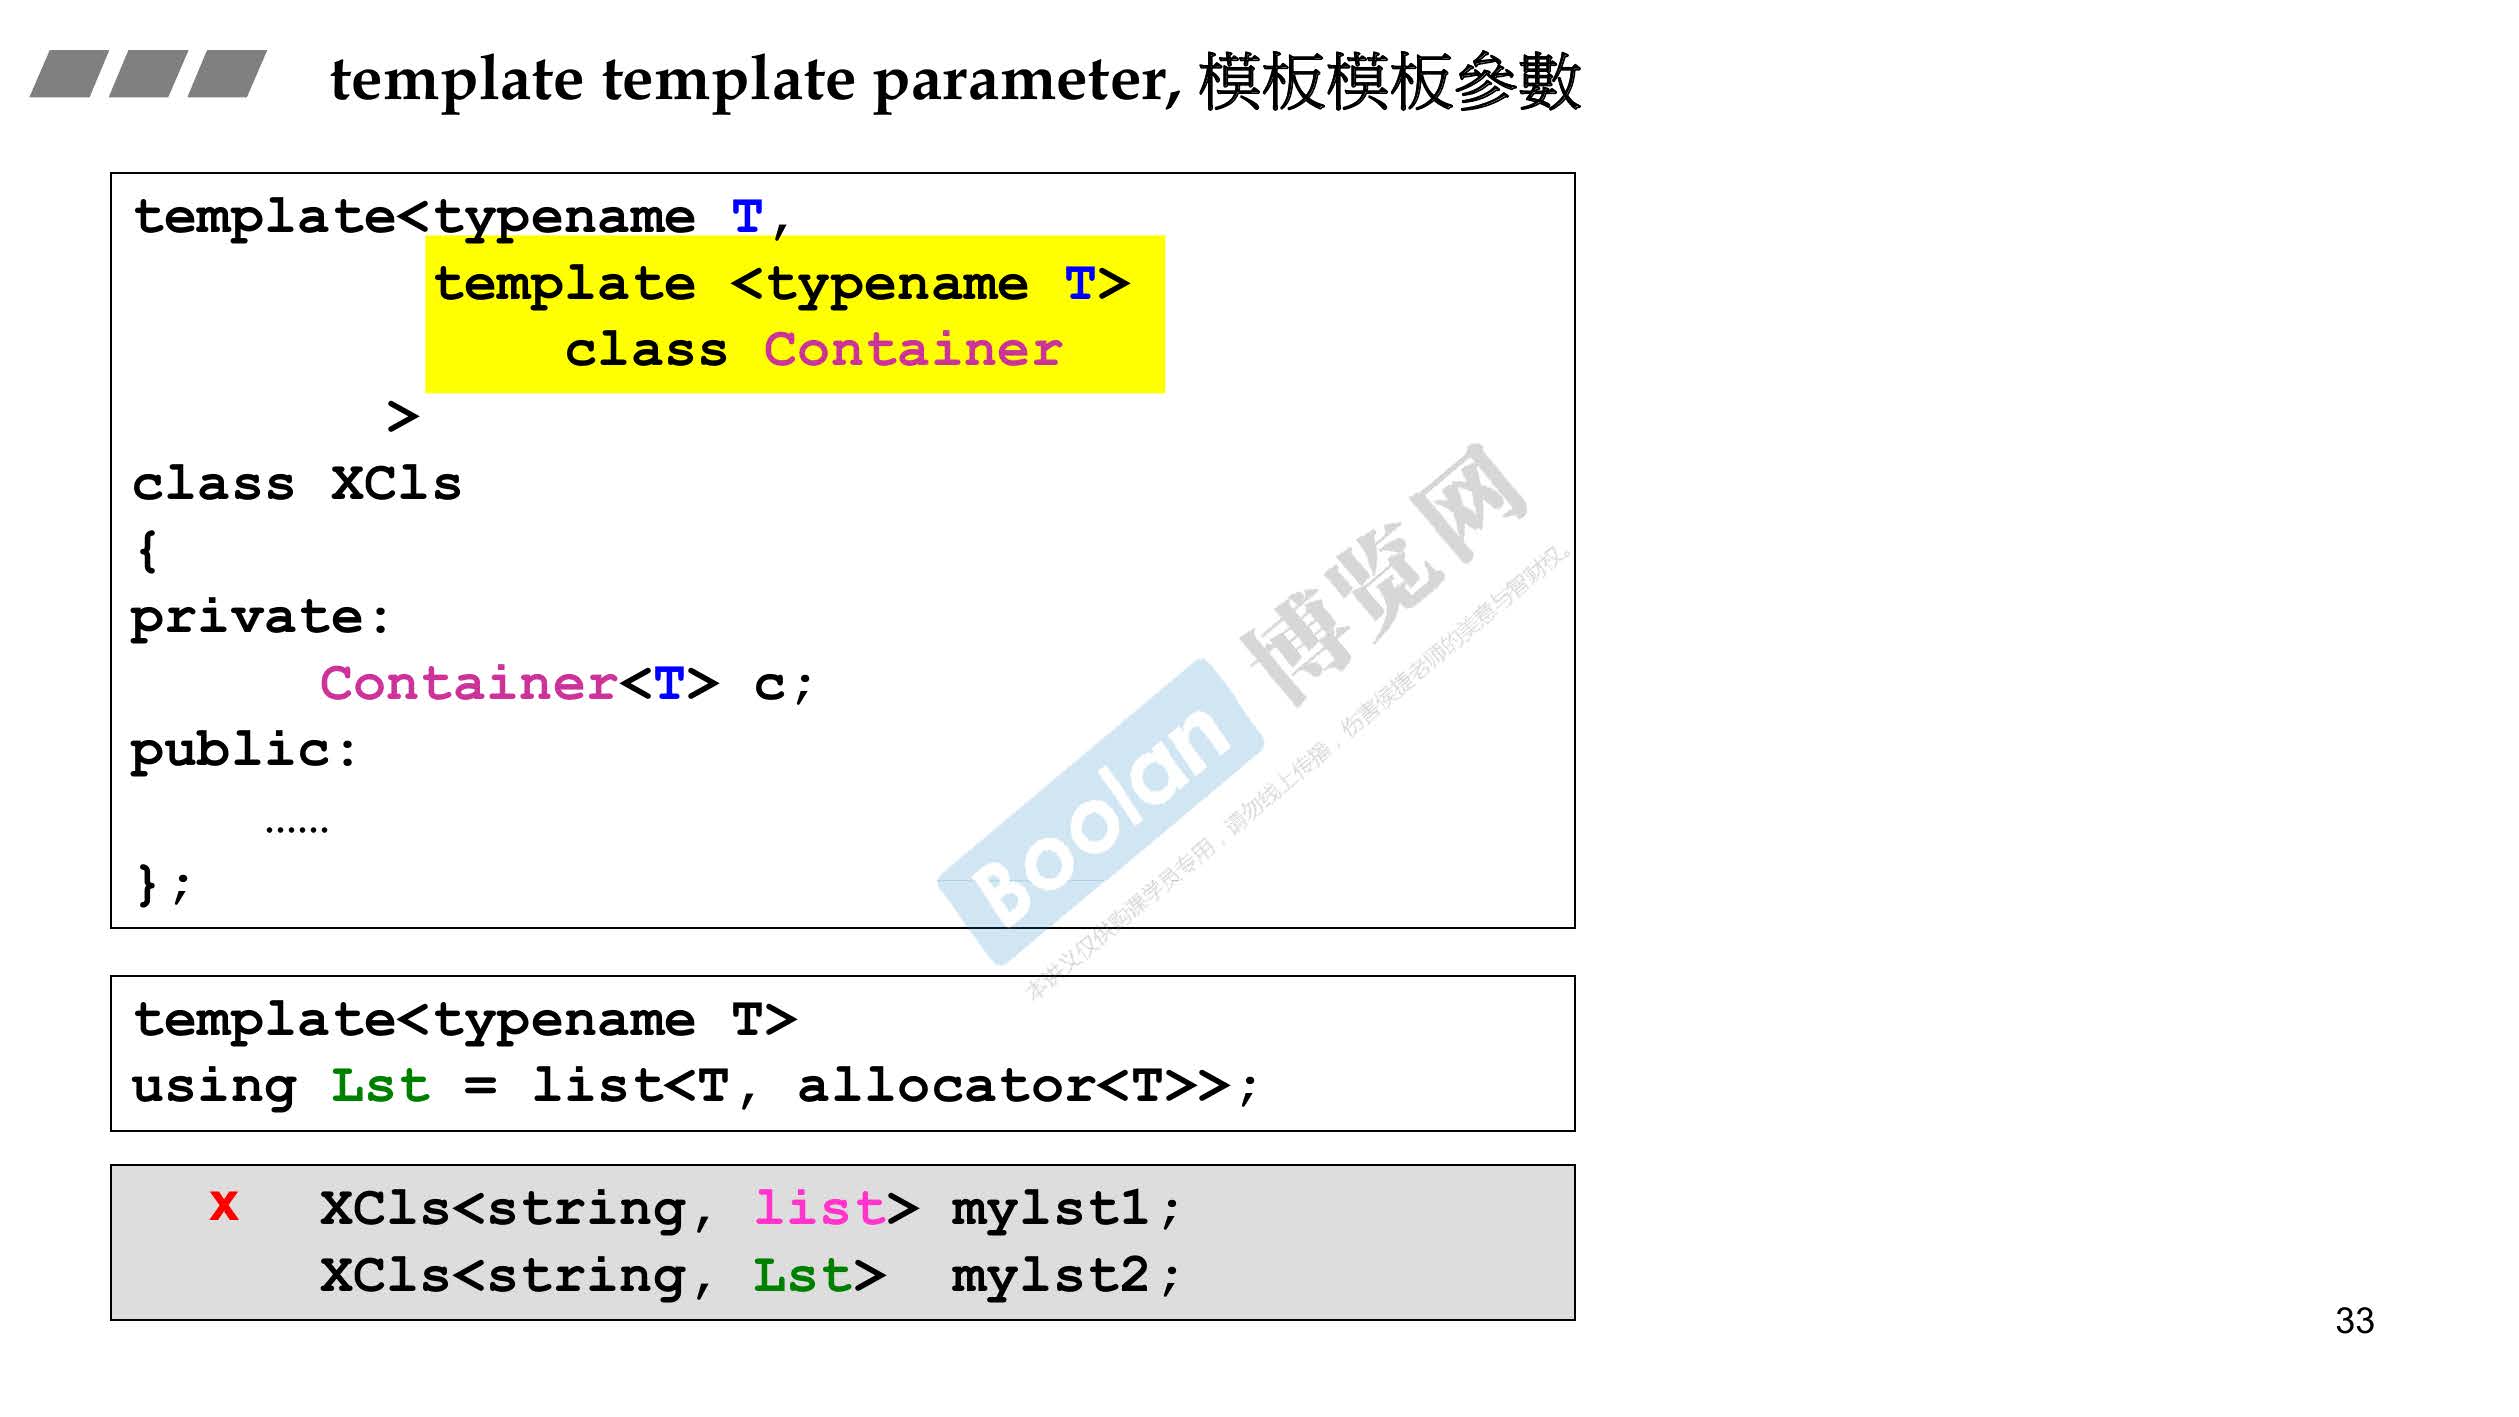 template template parameter, 模板模板參數
template<typename T,
template <typename T>
class Container
>
class XCls
{
private:
Container<T> c;
public:
……
};
博览网
Boolan
本讲义仅供购课学员专用，请勿线上传播，伤害侯捷老师的美意与智财权。
template<typename T>
using Lst = list<T, allocator<T>>;
X XCls<string, list> mylst1;
XCls<string, Lst> mylst2;
33